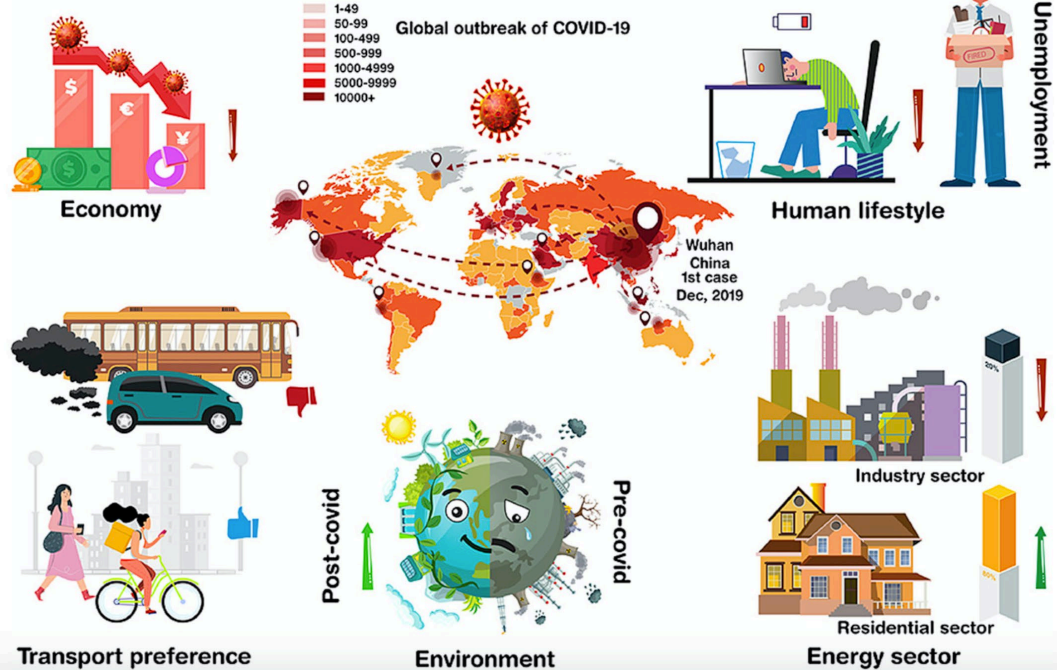 1-49
50-99
100-499
500-999
1000-4999
5000-9999
10000+
Global outbreak of COVID-19
$
€
¥
$
Economy
FIRED
Unemployment
Human lifestyle
Wuhan
China
1st case
Dec, 2019
20%
Industry sector
Post-covid
Pre-covid
60%
Residential sector
Transport preference
Environment
Energy sector